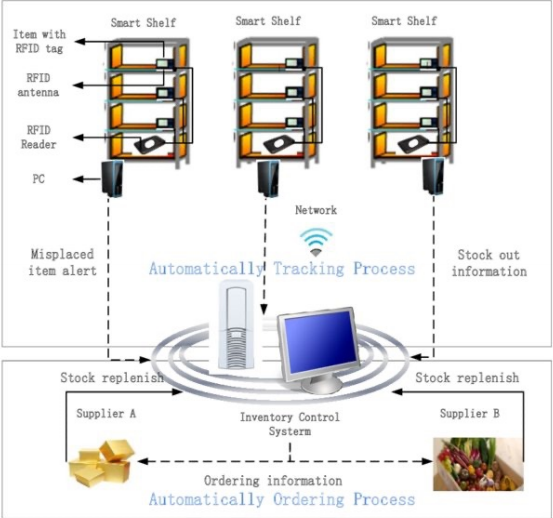 Smart Shelf
Smart Shelf
Smart Shelf
Item with
RFID tag
RFID
antenna
RFID
Reader
PC
Network
Misplaced
item alert
Stock out
information
Automatically Tracking Process
Stock replenish
Stock replenish
Supplier A
Inventory Control
Systerm
Supplier B
Ordering information
Automatically Ordering Process